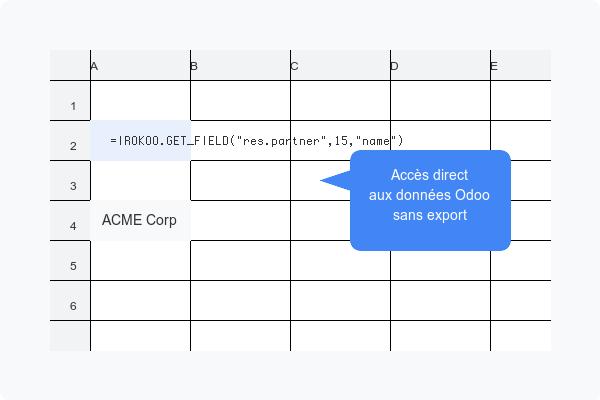 A B C D E
1
2 =IROKOO.GET_FIELD("res.partner",15,"name")
3
Accès direct
aux données Odoo
sans export
4 ACME Corp
5
6